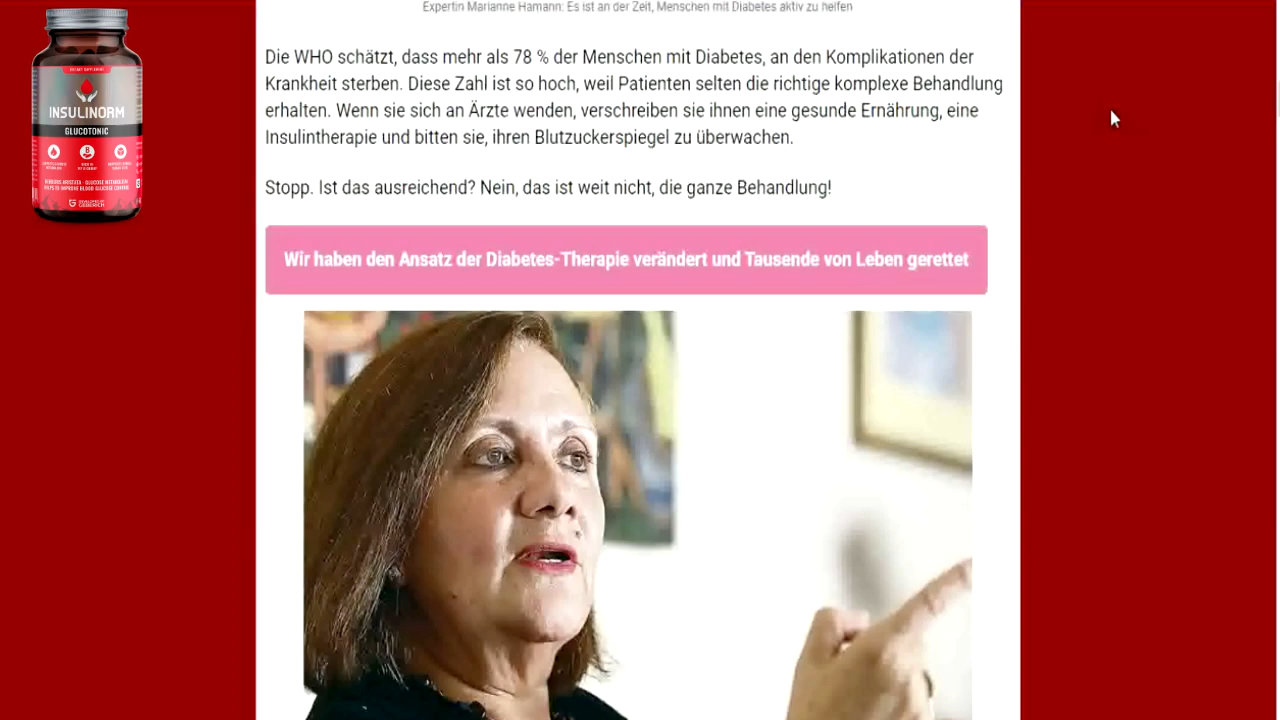 Expertin Marianne Hamann: Es ist an der Zeit, Menschen mit Diabetes aktiv zu helfen
Die WHO schätzt, dass mehr als 78 % der Menschen mit Diabetes, an den Komplikationen der
Krankheit sterben. Diese Zahl ist so hoch, weil Patienten selten die richtige komplexe Behandlung
erhalten. Wenn sie sich an Ärzte wenden, verschreiben sie ihnen eine gesunde Ernährung, eine
Insulintherapie und bitten sie, ihren Blutzuckerspiegel zu überwachen.
Stopp. Ist das ausreichend? Nein, das ist weit nicht, die ganze Behandlung!
Wir haben den Ansatz der Diabetes-Therapie verändert und Tausende von Leben gerettet
INSULINORM
GLUCOTONIC